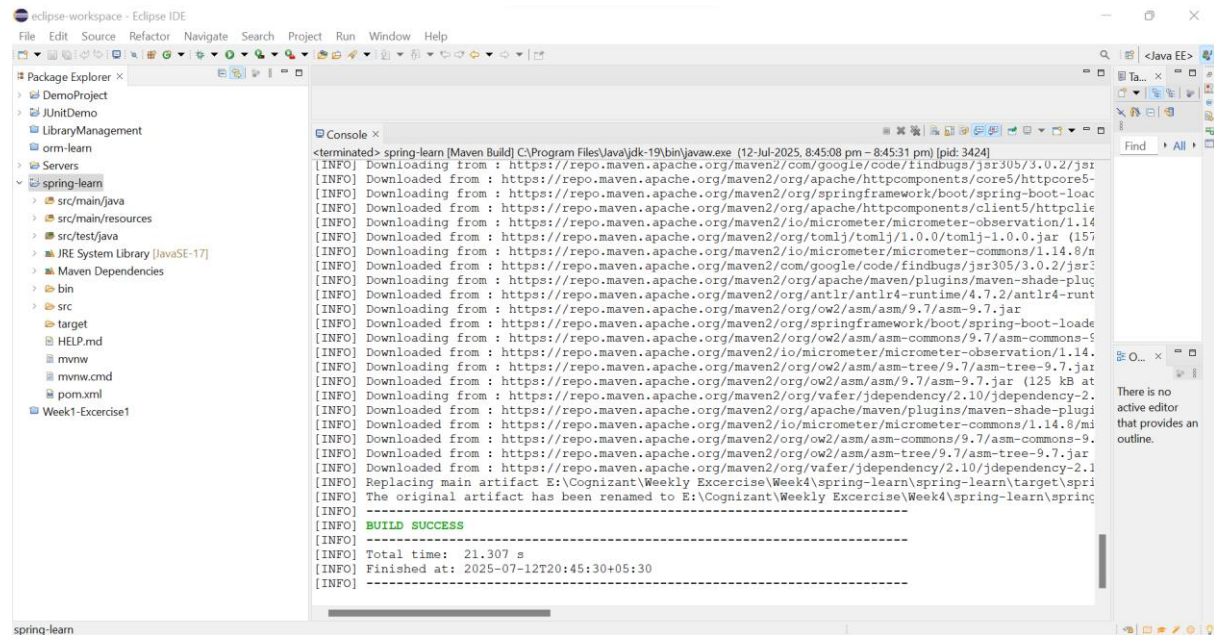 eclipse-workspace - Eclipse IDE
File Edit Source Refactor Navigate Search Project Run Window Help
<Java EE>
Package Explorer
DemoProject
JUnitDemo
LibraryManagement
orm-learn
Servers
spring-learn
src/main/java
src/main/resources
src/test/java
JRE System Library [JavaSE-17]
Maven Dependencies
bin
src
target
HELP.md
mvnw
mvnw.cmd
pom.xml
Week1-Excercise1
Console
<terminated> spring-learn [Maven Build] C:\Program Files\Java\jdk-19\bin\javaw.exe (12-Jul-2025, 8:45:08 pm – 8:45:31 pm) [pid: 3424]
[INFO] Downloading from : https://repo.maven.apache.org/maven2/com/google/code/findbugs/jsr305/3.0.2/jsr
[INFO] Downloaded from : https://repo.maven.apache.org/maven2/org/apache/httpcomponents/core5/httpcore5-
[INFO] Downloaded from : https://repo.maven.apache.org/maven2/org/springframework/boot/spring-boot-load
[INFO] Downloaded from : https://repo.maven.apache.org/maven2/org/apache/httpcomponents/client5/httpclie
[INFO] Downloading from : https://repo.maven.apache.org/maven2/io/micrometer/micrometer-observation/1.14
[INFO] Downloaded from : https://repo.maven.apache.org/maven2/org/tomlj/tomlj/1.0.0/tomlj-1.0.0.jar (157
[INFO] Downloading from : https://repo.maven.apache.org/maven2/io/micrometer/micrometer-commons/1.14.8/m
[INFO] Downloaded from : https://repo.maven.apache.org/maven2/com/google/code/findbugs/jsr305/3.0.2/jsr3
[INFO] Downloaded from : https://repo.maven.apache.org/maven2/org/apache/maven/plugins/maven-shade-plug
[INFO] Downloaded from : https://repo.maven.apache.org/maven2/org/antlr/antlr4-runtime/4.7.2/antlr4-runt
[INFO] Downloading from : https://repo.maven.apache.org/maven2/org/ow2/asm/asm/9.7/asm-9.7.jar
[INFO] Downloaded from : https://repo.maven.apache.org/maven2/org/springframework/boot/spring-boot-loade
[INFO] Downloading from : https://repo.maven.apache.org/maven2/org/ow2/asm/asm-commons/9.7/asm-commons-9
[INFO] Downloaded from : https://repo.maven.apache.org/maven2/io/micrometer/micrometer-observation/1.14.
[INFO] Downloading from : https://repo.maven.apache.org/maven2/org/ow2/asm/asm-tree/9.7/asm-tree-9.7.jar
[INFO] Downloaded from : https://repo.maven.apache.org/maven2/org/ow2/asm/asm/9.7/asm-9.7.jar (125 kB at
[INFO] Downloading from : https://repo.maven.apache.org/maven2/org/vafer/jdependency/2.10/jdependency-2.
[INFO] Downloaded from : https://repo.maven.apache.org/maven2/org/apache/maven/plugins/maven-shade-plugi
[INFO] Downloaded from : https://repo.maven.apache.org/maven2/io/micrometer/micrometer-commons/1.14.8/mi
[INFO] Downloaded from : https://repo.maven.apache.org/maven2/org/ow2/asm/asm-commons/9.7/asm-commons-9.
[INFO] Downloaded from : https://repo.maven.apache.org/maven2/org/ow2/asm/asm-tree/9.7/asm-tree-9.7.jar
[INFO] Downloaded from : https://repo.maven.apache.org/maven2/org/vafer/jdependency/2.10/jdependency-2.1
[INFO] Replacing main artifact E:\Cognizant\Weekly Excercise\Week4\spring-learn\spring-learn\target\spri
[INFO] The original artifact has been renamed to E:\Cognizant\Weekly Excercise\Week4\spring-learn\spring
[INFO] ------------------------------------------------------------------------
[INFO] BUILD SUCCESS
[INFO] ------------------------------------------------------------------------
[INFO] Total time: 21.307 s
[INFO] Finished at: 2025-07-12T20:45:30+05:30
[INFO] ------------------------------------------------------------------------
Ta...
Find All
O...
There is no
active editor
that provides an
outline.
spring-learn